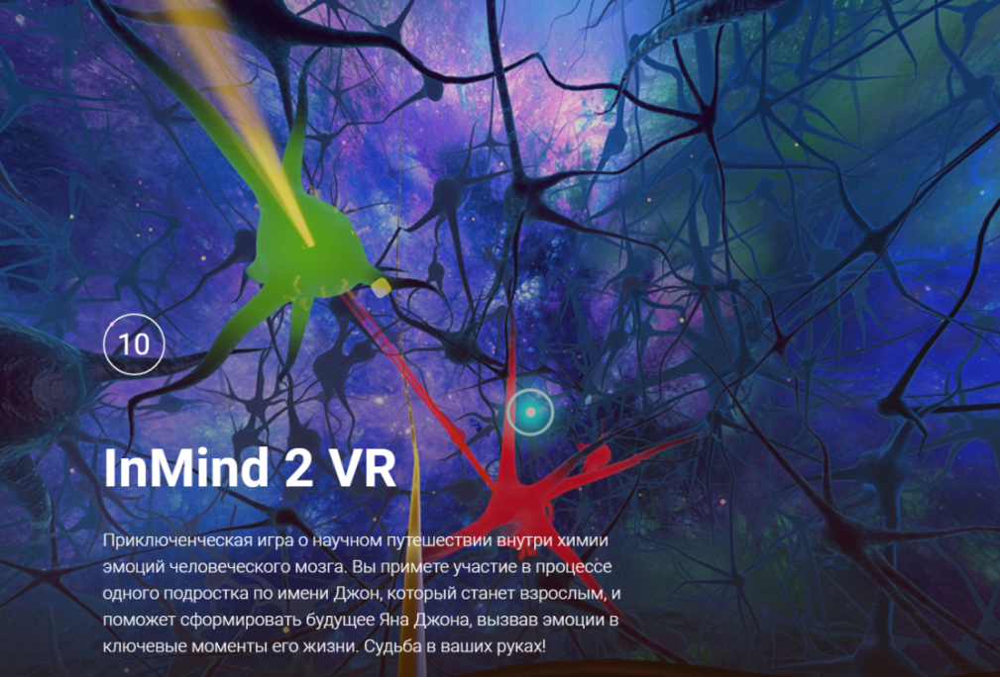 10
InMind 2 VR
Приключенческая игра о научном путешествии внутри химии
эмоций человеческого мозга. Вы примете участие в процессе
одного подростка по имени Джон, который станет взрослым, и
поможет сформировать будущее Яна Джона, вызвав эмоции в
ключевые моменты его жизни. Судьба в ваших руках!